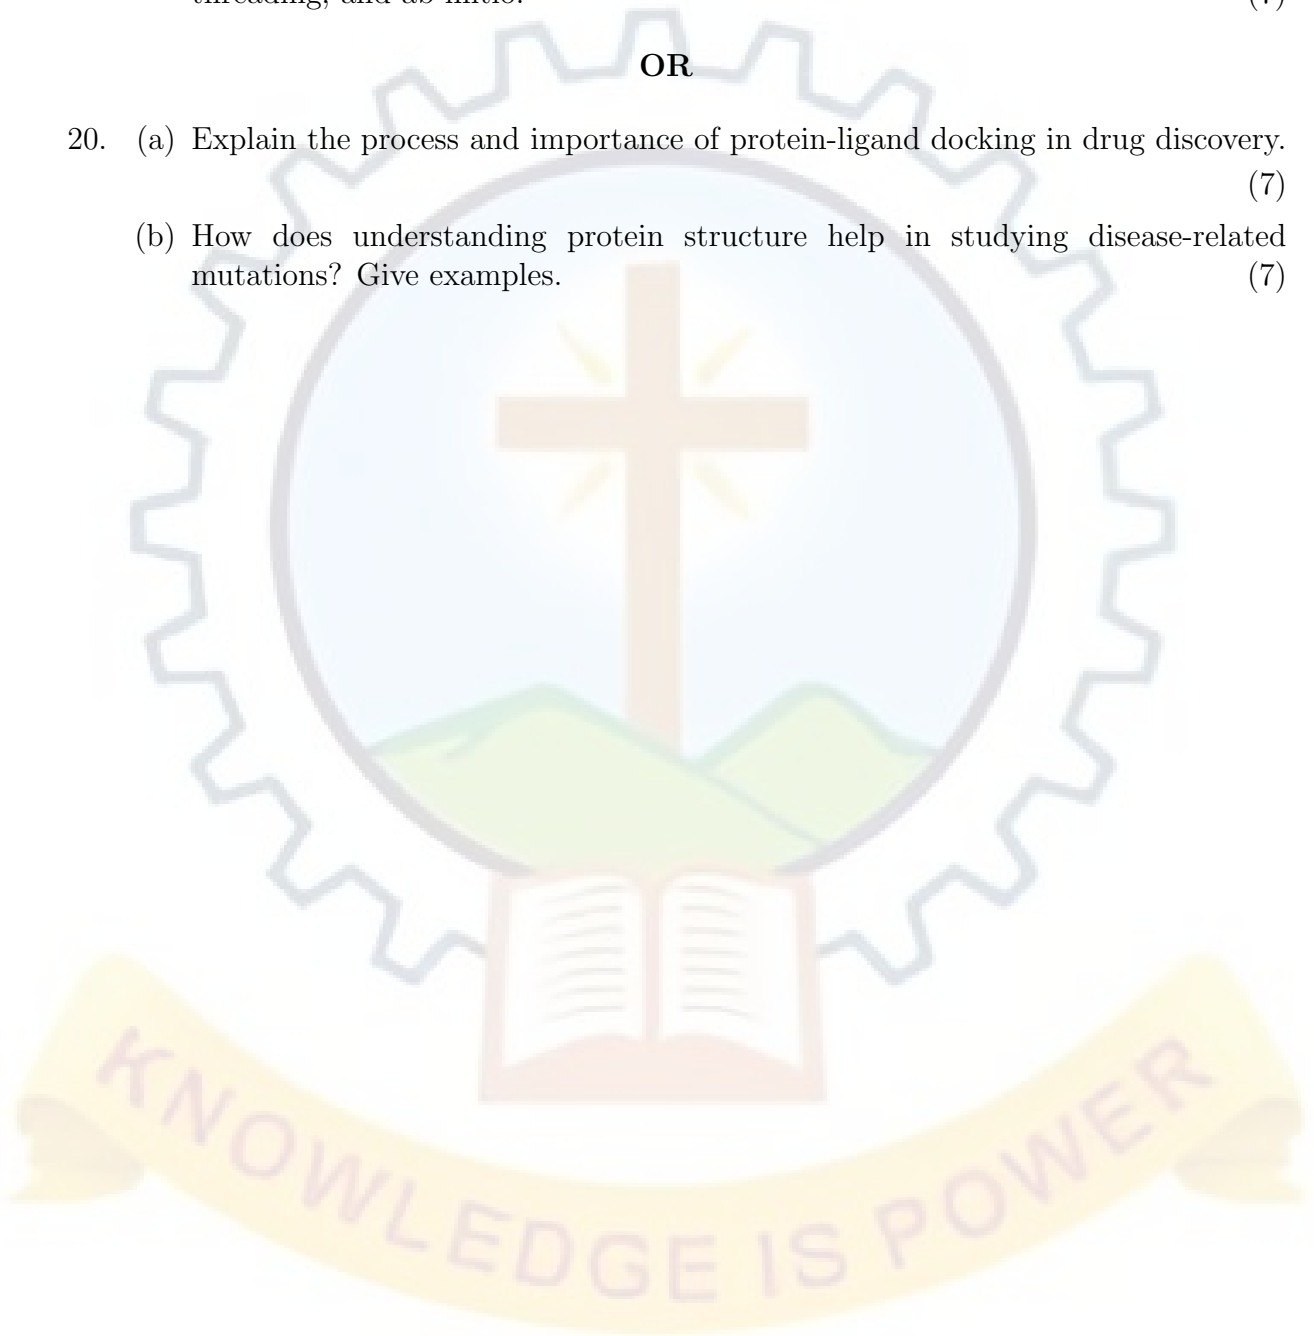 threading, and ab initio. (7)
OR
20. (a) Explain the process and importance of protein-ligand docking in drug discovery.
(7)
(b) How does understanding protein structure help in studying disease-related
mutations? Give examples. (7)
KNOWLEDGE IS POWER